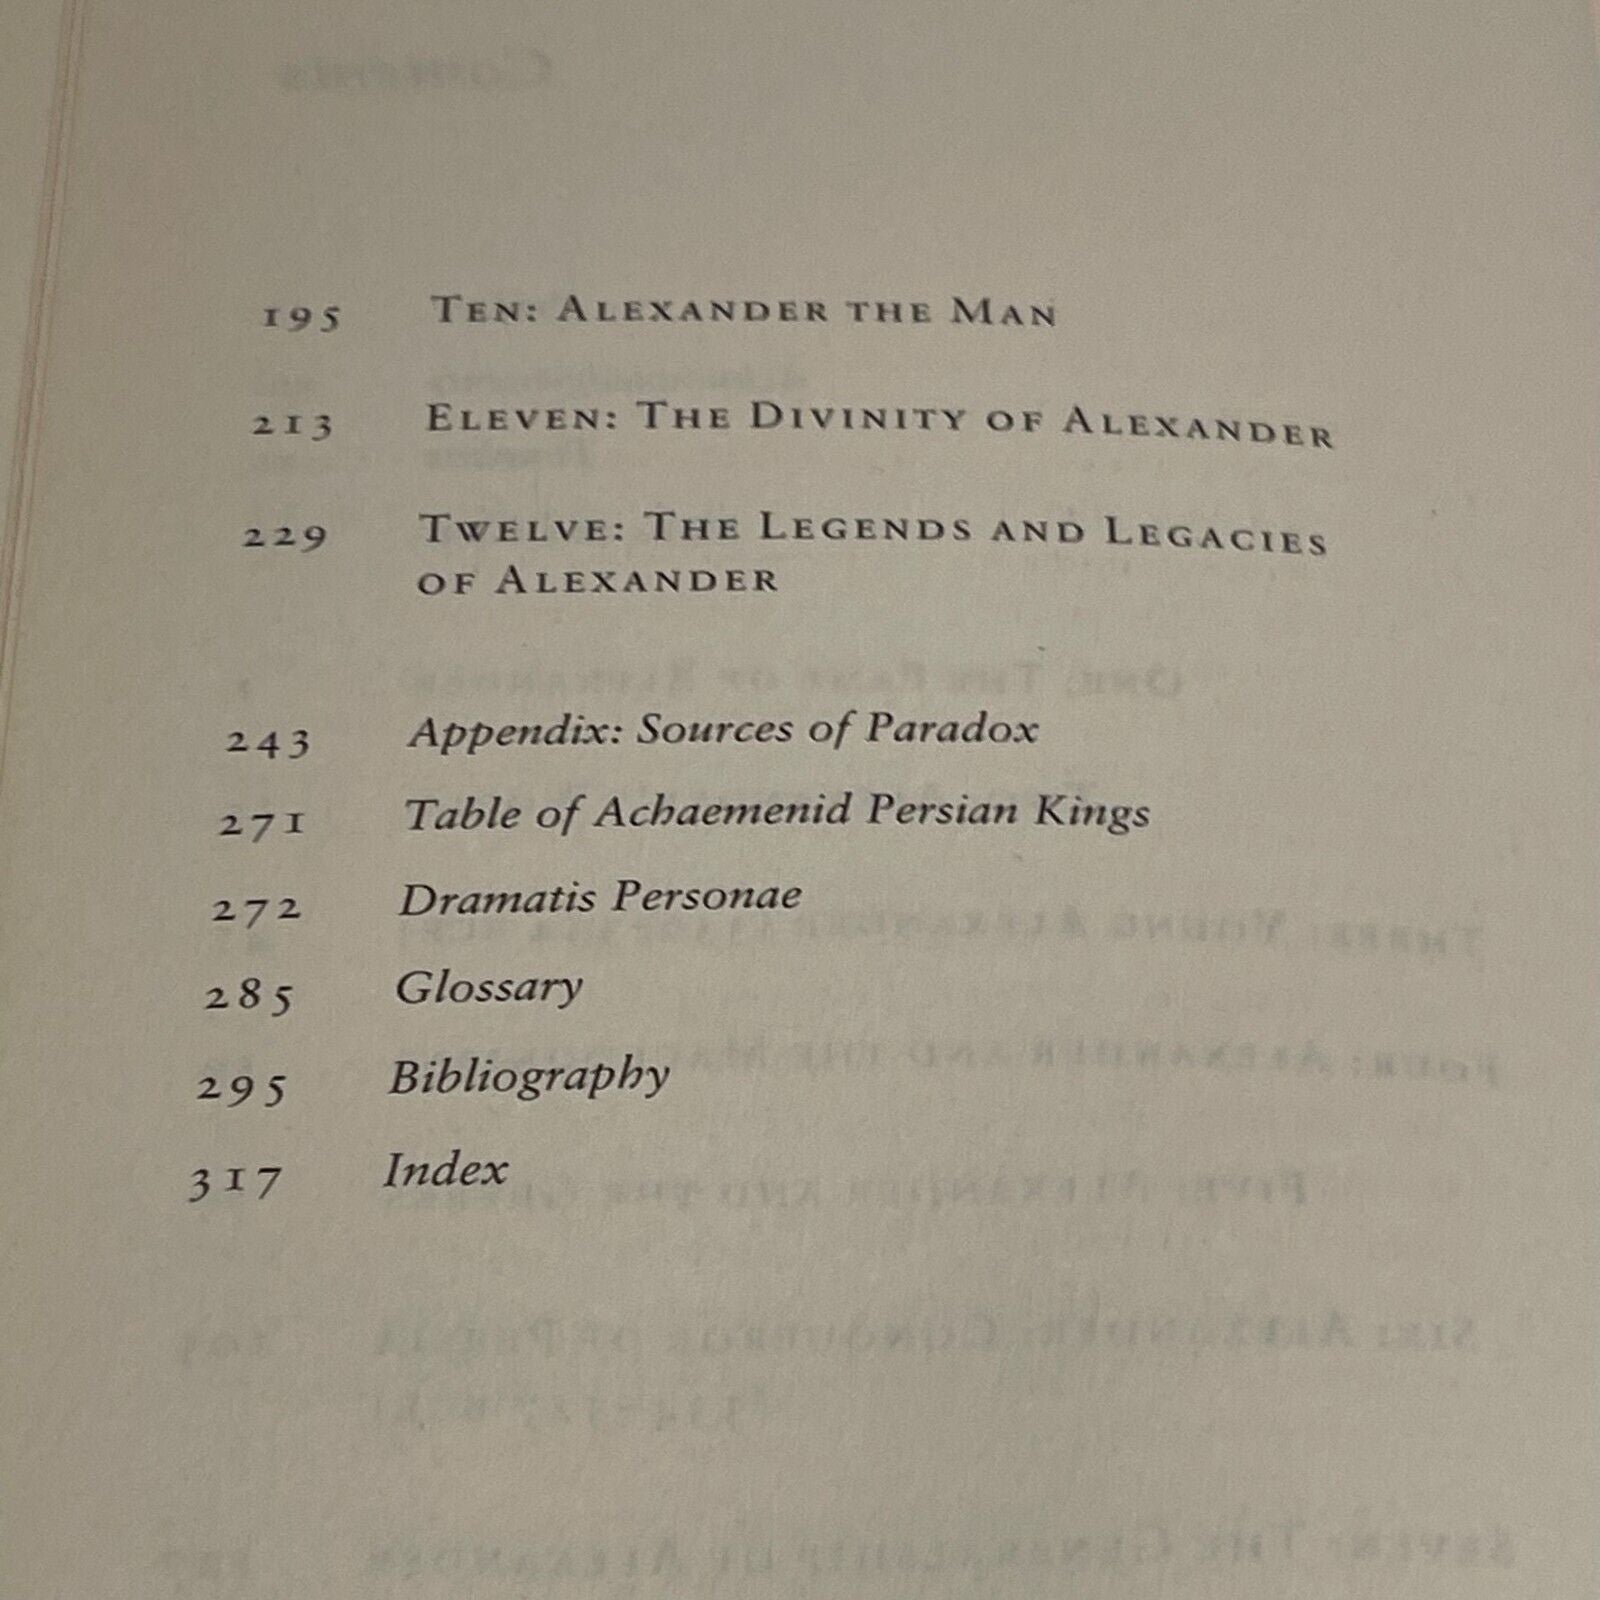 195 TEN: ALEXANDER THE MAN
213 ELEVEN: THE DIVINITY OF ALEXANDER
229 TWELVE: THE LEGENDS AND LEGACIES
OF ALEXANDER
243 Appendix: Sources of Paradox
271 Table of Achaemenid Persian Kings
272 Dramatis Personae
285 Glossary
295 Bibliography
317 Index